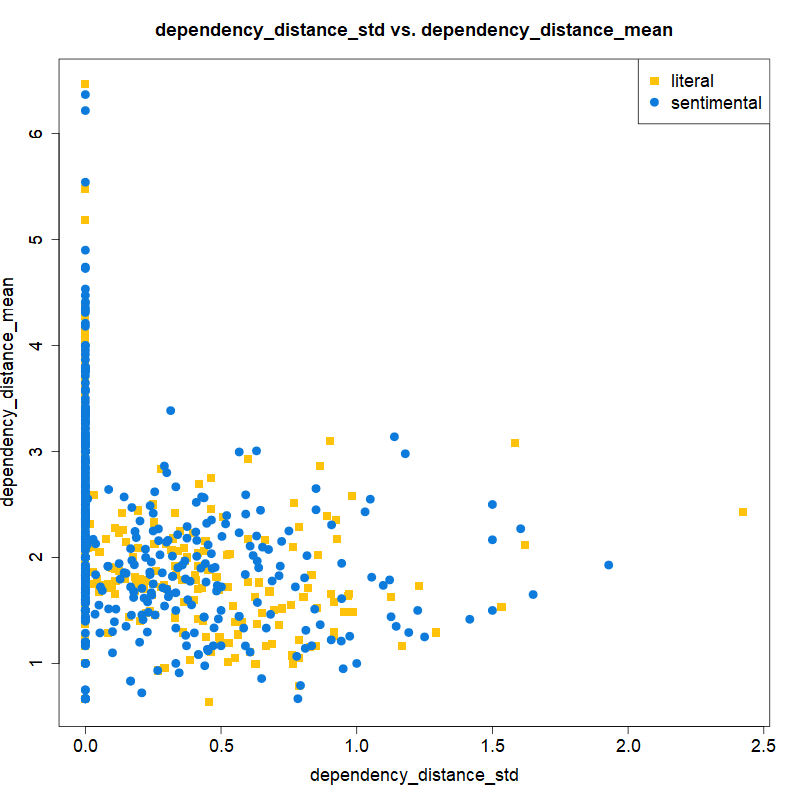 dependency_distance_std vs. dependency_distance_mean
literal
sentimental
dependency_distance_mean
6
5
4
3
2
1
0.0 0.5 1.0 1.5 2.0 2.5
dependency_distance_std